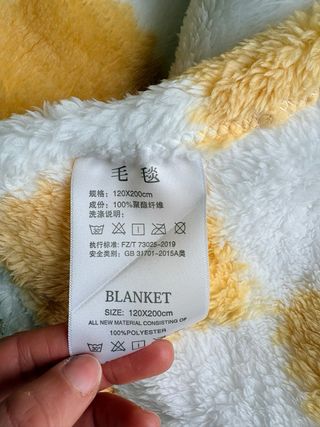 毛毯
规格: 120X200cm
成份: 100%聚酯纤维
洗涤说明:
执行标准: FZ/T 73025-2019
安全类别: GB 31701-2015A类
BLANKET
SIZE: 120X200cm
ALL NEW MATERIAL CONSISTING OF
100%POLYESTER